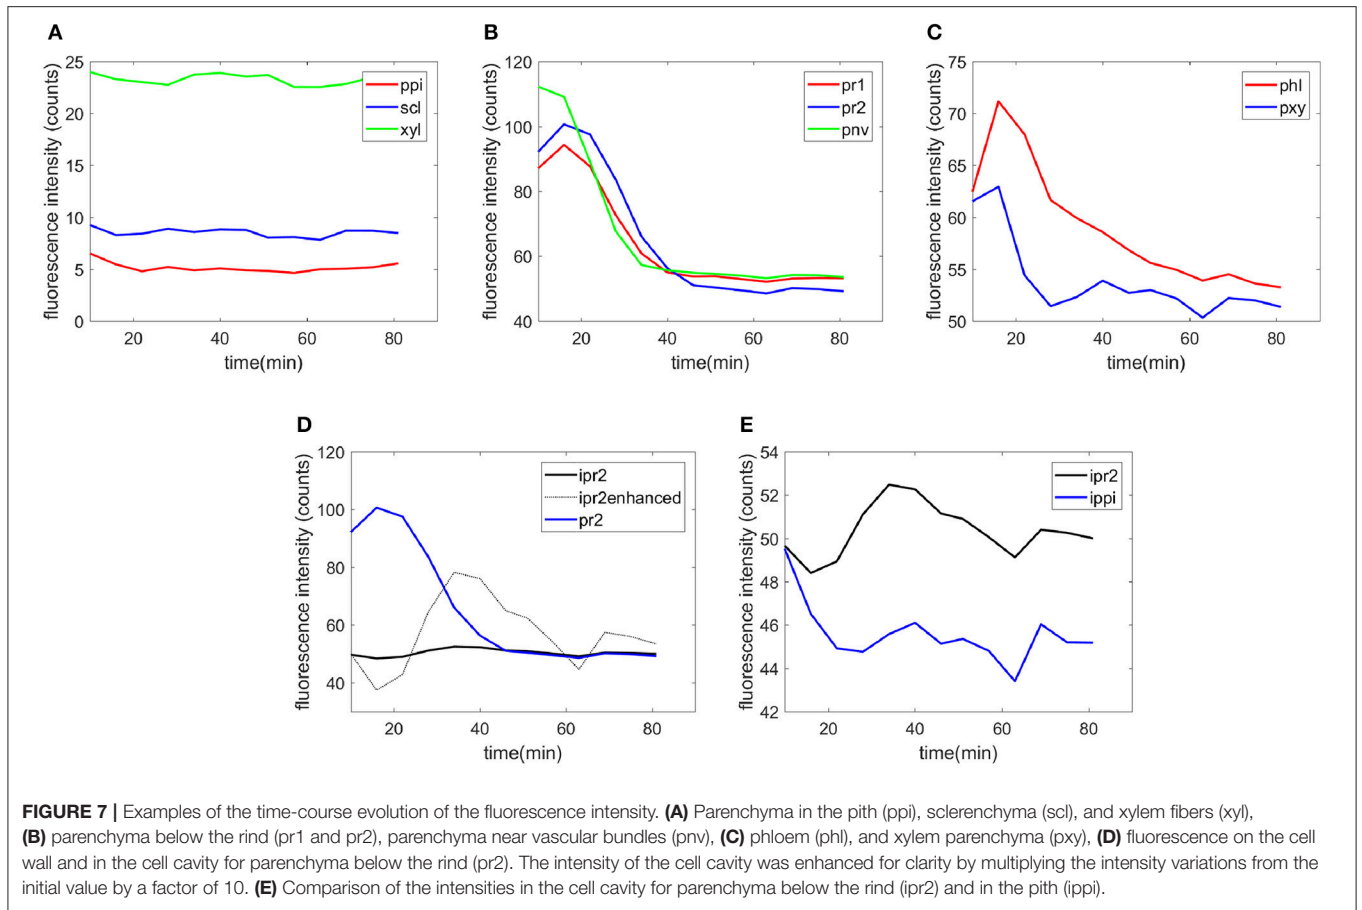 A
fluorescence intensity (counts)
25
20
15
10
5
0
20
40
60
80
time(min)
ppi
scl
xyl
B
fluorescence intensity (counts)
120
100
80
60
40
20
40
60
80
time(min)
pr1
pr2
pnv
C
fluorescence intensity (counts)
75
70
65
60
55
50
20
40
60
80
time(min)
phl
pxy
D
fluorescence intensity (counts)
120
100
80
60
40
20
40
60
80
time(min)
ipr2
ipr2enhanced
pr2
E
fluorescence intensity (counts)
54
52
50
48
46
44
42
20
40
60
80
time(min)
ipr2
ippi
FIGURE 7 | Examples of the time-course evolution of the fluorescence intensity. (A) Parenchyma in the pith (ppi), sclerenchyma (scl), and xylem fibers (xyl),
(B) parenchyma below the rind (pr1 and pr2), parenchyma near vascular bundles (pnv), (C) phloem (phl), and xylem parenchyma (pxy), (D) fluorescence on the cell
wall and in the cell cavity for parenchyma below the rind (pr2). The intensity of the cell cavity was enhanced for clarity by multiplying the intensity variations from the
initial value by a factor of 10. (E) Comparison of the intensities in the cell cavity for parenchyma below the rind (ipr2) and in the pith (ippi).